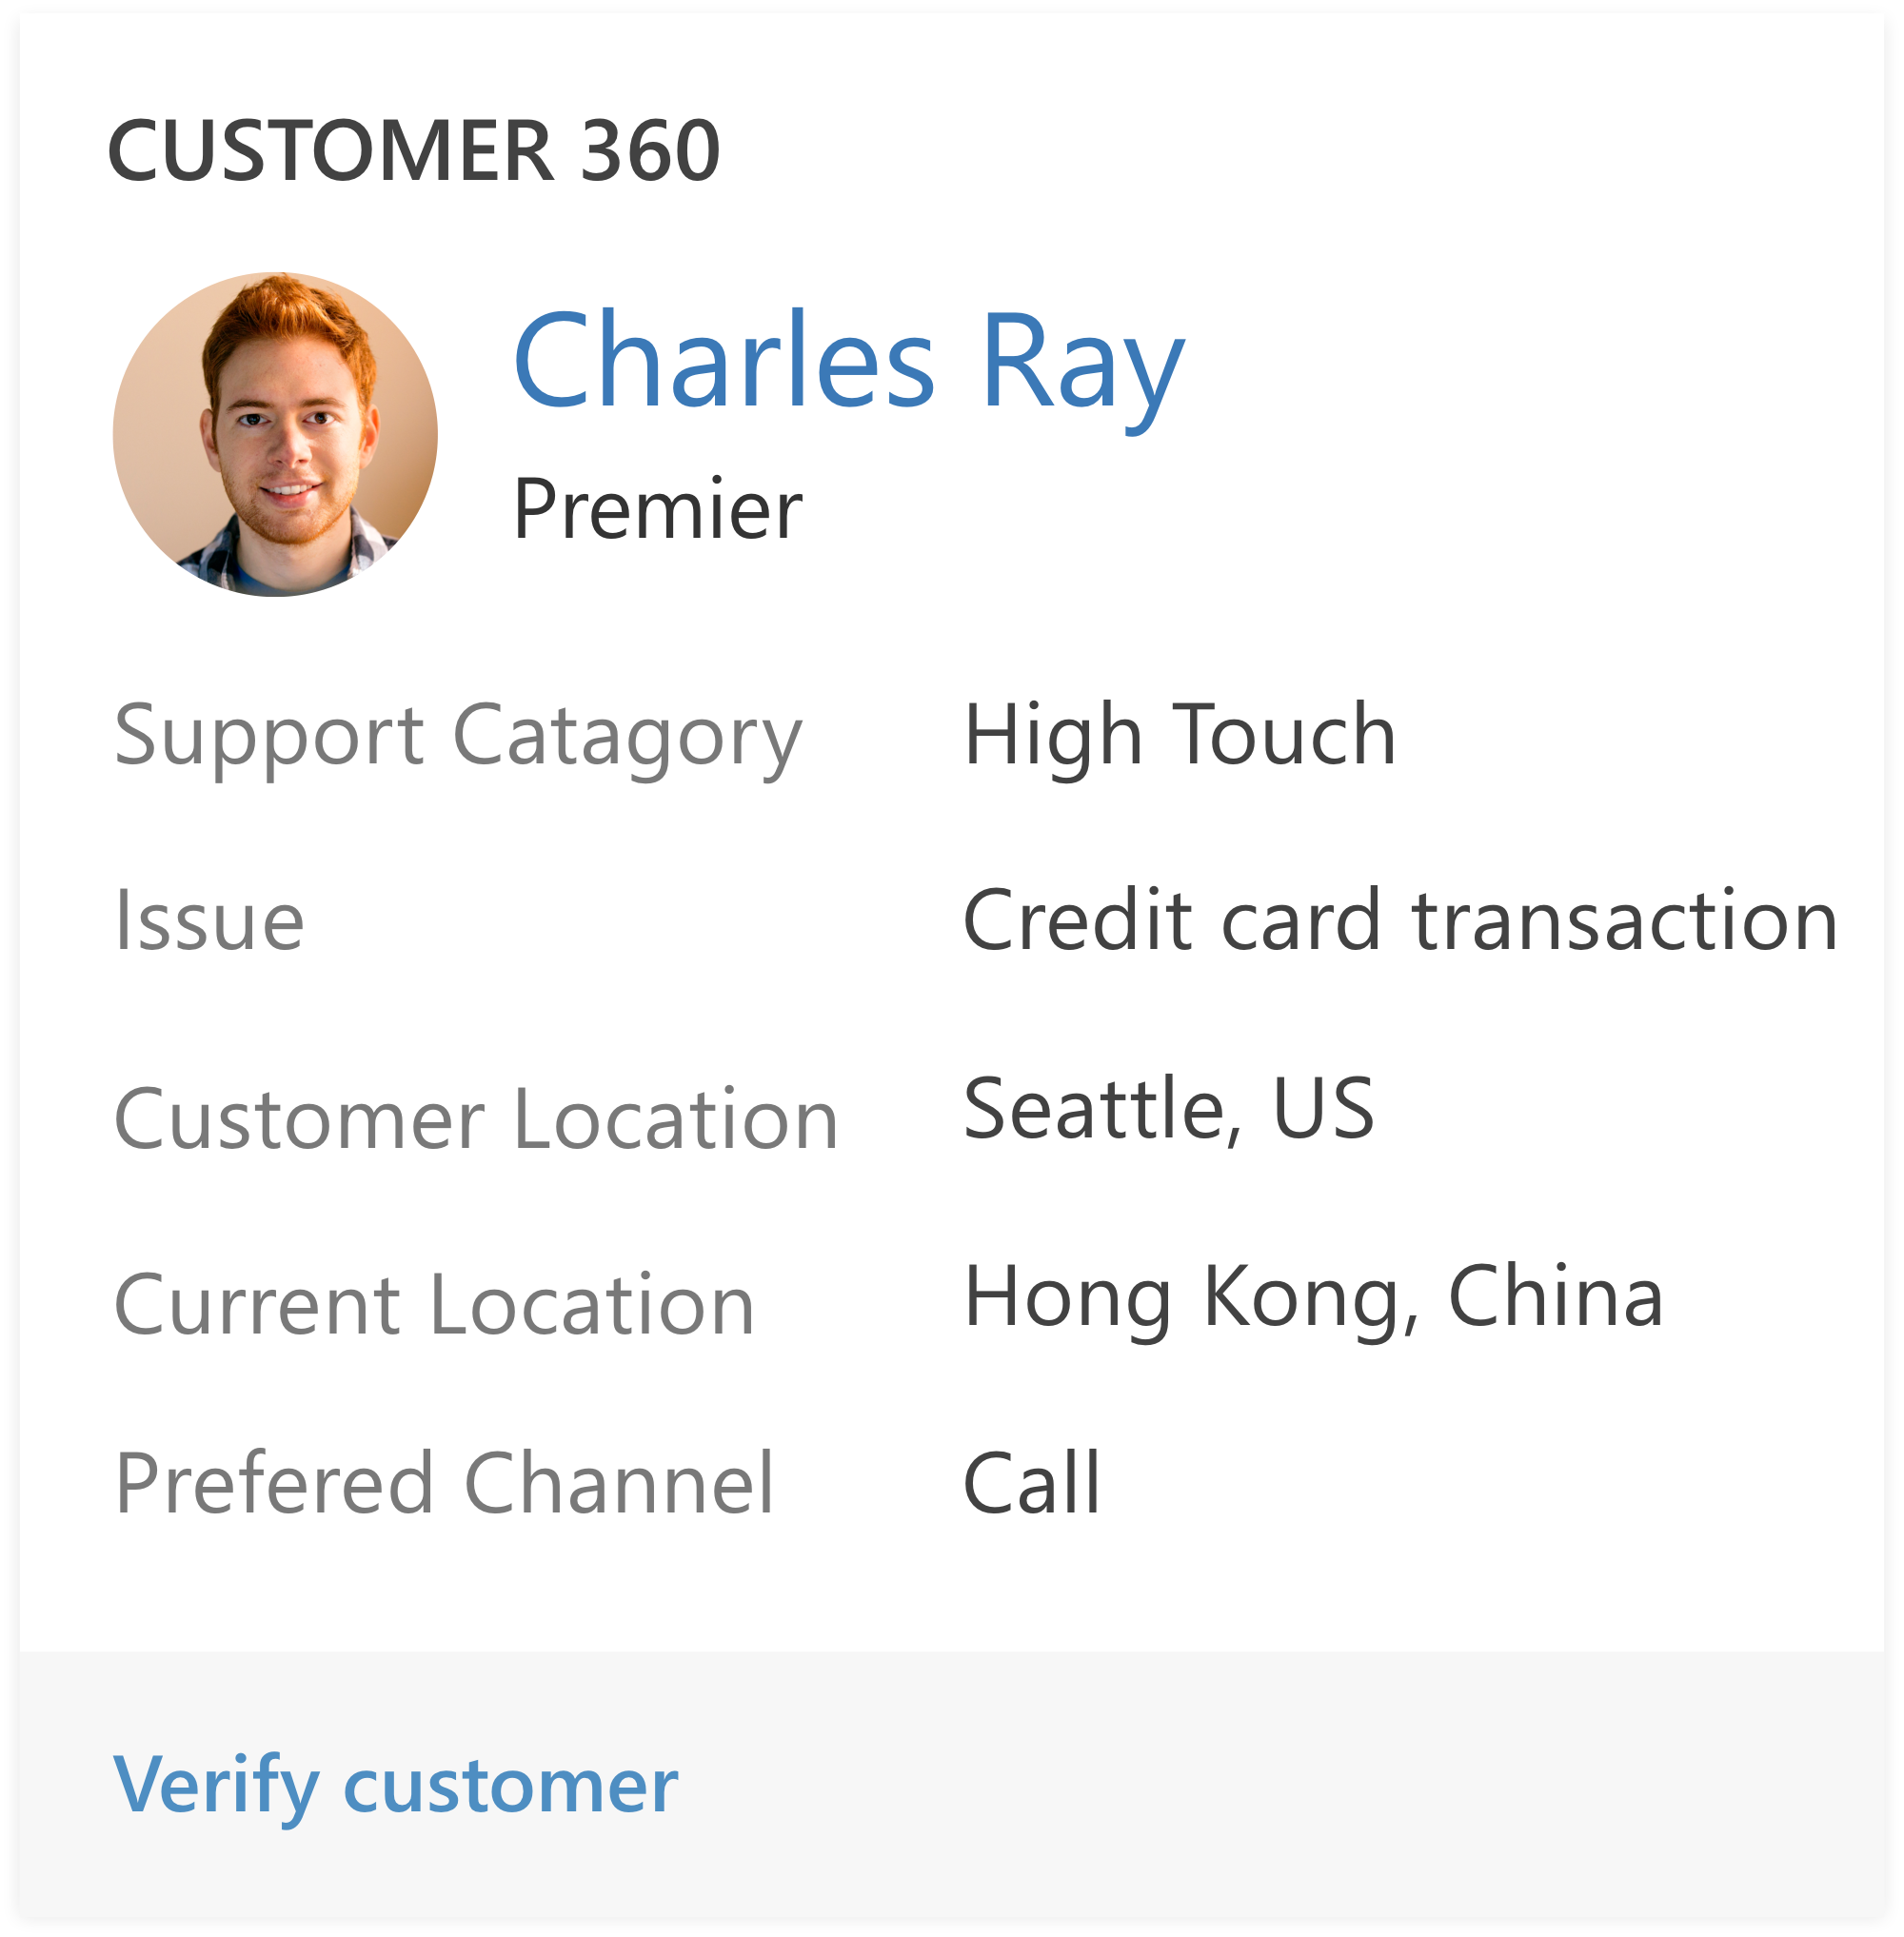 CUSTOMER 360
Charles Ray
Premier
Support Catagory High Touch
Issue Credit card transaction
Customer Location Seattle, US
Current Location Hong Kong, China
Prefered Channel Call
Verify customer